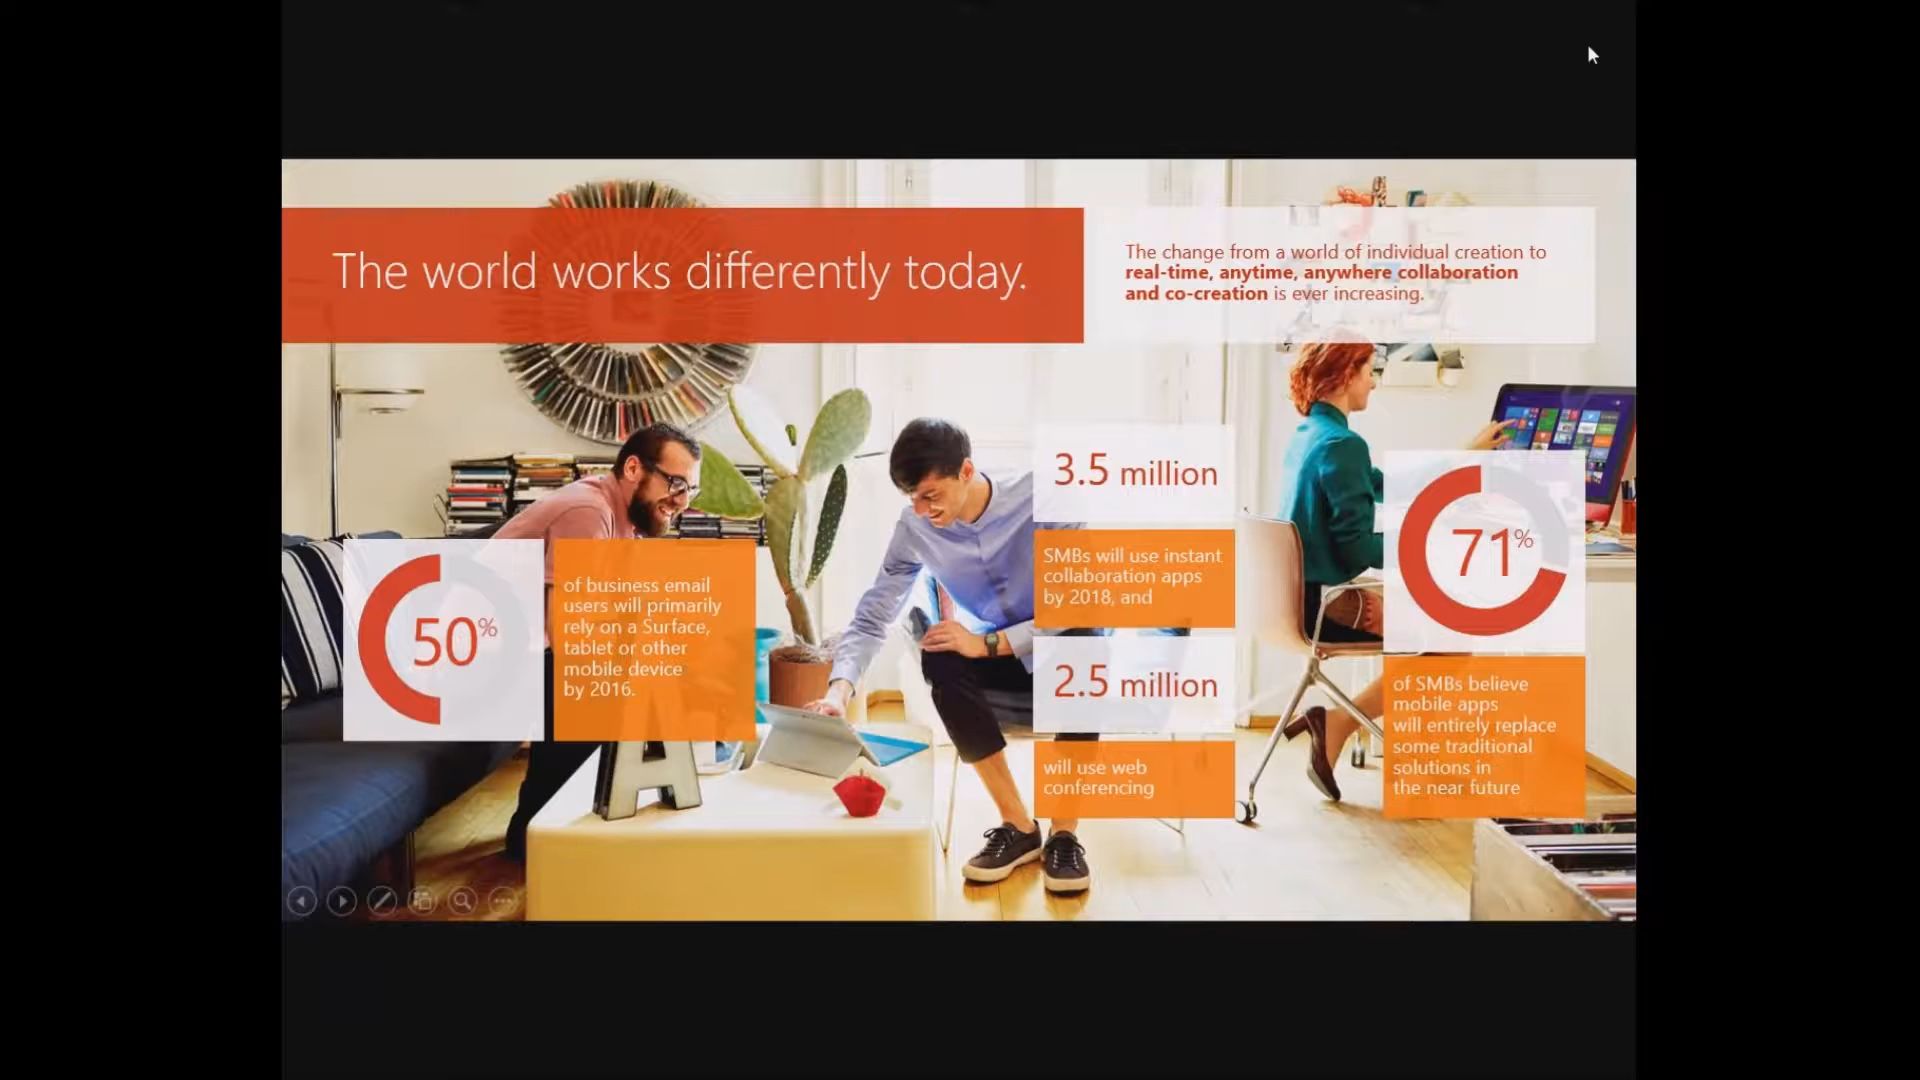 The world works differently today.
The change from a world of individual creation to
real-time, anytime, anywhere collaboration
and co-creation is ever increasing.
50%
of business email
users will primarily
rely on a Surface,
tablet or other
mobile device
by 2016.
A
3.5 million
SMBs will use instant
collaboration apps
by 2018, and
2.5 million
will use web
conferencing
71%
of SMBs believe
mobile apps
will entirely replace
some traditional
solutions in
the near future